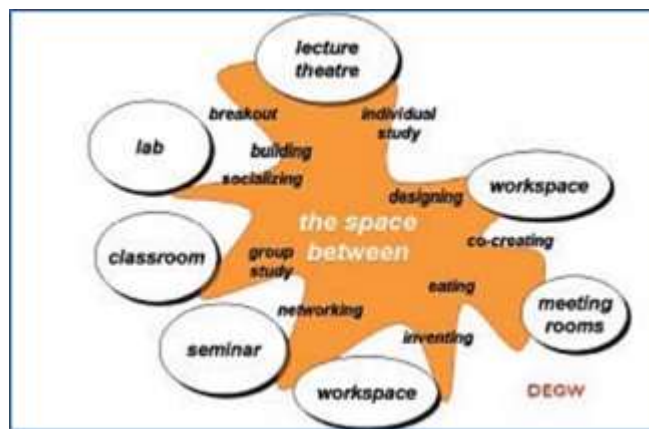 lecture
theatre
breakout
individual
study
lab
building
socializing
designing
workspace
the space
between
co-creating
classroom
group
study
eating
networking
meeting
rooms
inventing
seminar
workspace
DEGW